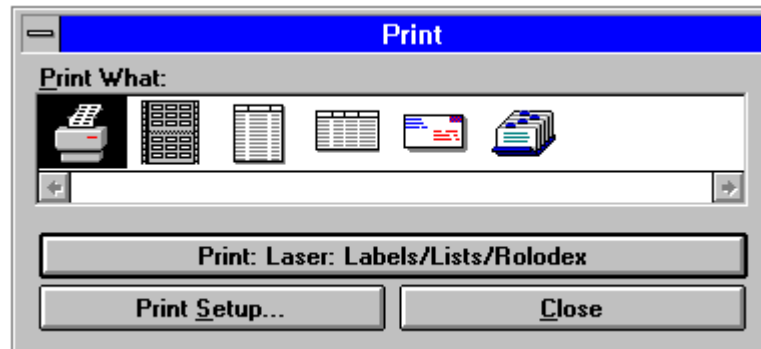 Print
Print What:
Print: Laser: Labels/Lists/Rolodex
Print Setup...
Close